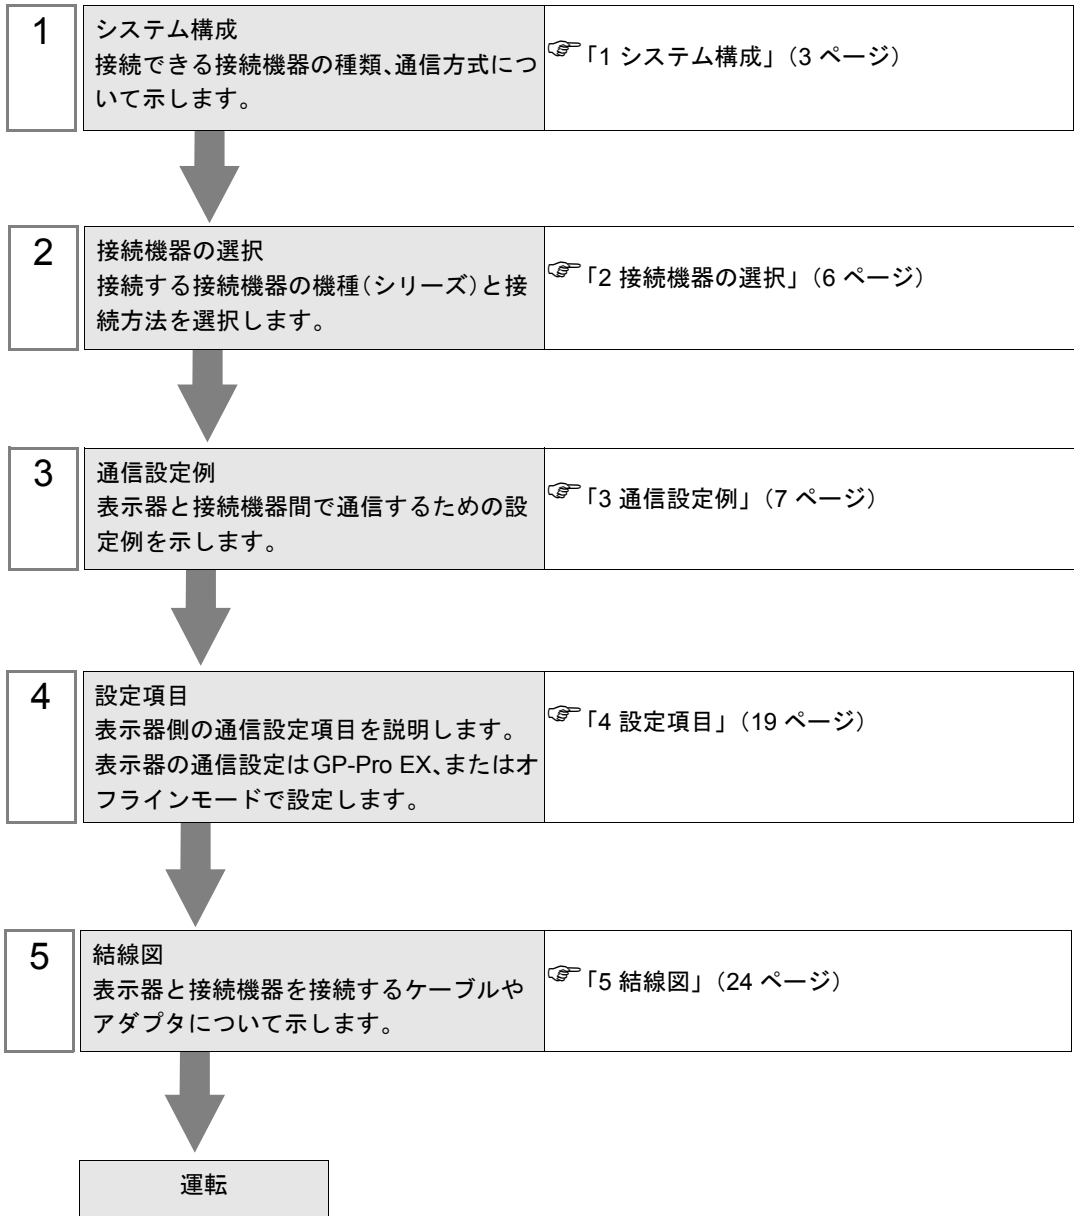 1
システム構成
接続できる接続機器の種類、通信方式につ
いて示します。
☞「1 システム構成」(3 ページ)
2
接続機器の選択
接続する接続機器の機種(シリーズ)と接
続方法を選択します。
☞「2 接続機器の選択」(6 ページ)
3
通信設定例
表示器と接続機器間で通信するための設
定例を示します。
☞「3 通信設定例」(7 ページ)
4
設定項目
表示器側の通信設定項目を説明します。
表示器の通信設定はGP-Pro EX、またはオ
フラインモードで設定します。
☞「4 設定項目」(19 ページ)
5
結線図
表示器と接続機器を接続するケーブルや
アダプタについて示します。
☞「5 結線図」(24 ページ)
運転